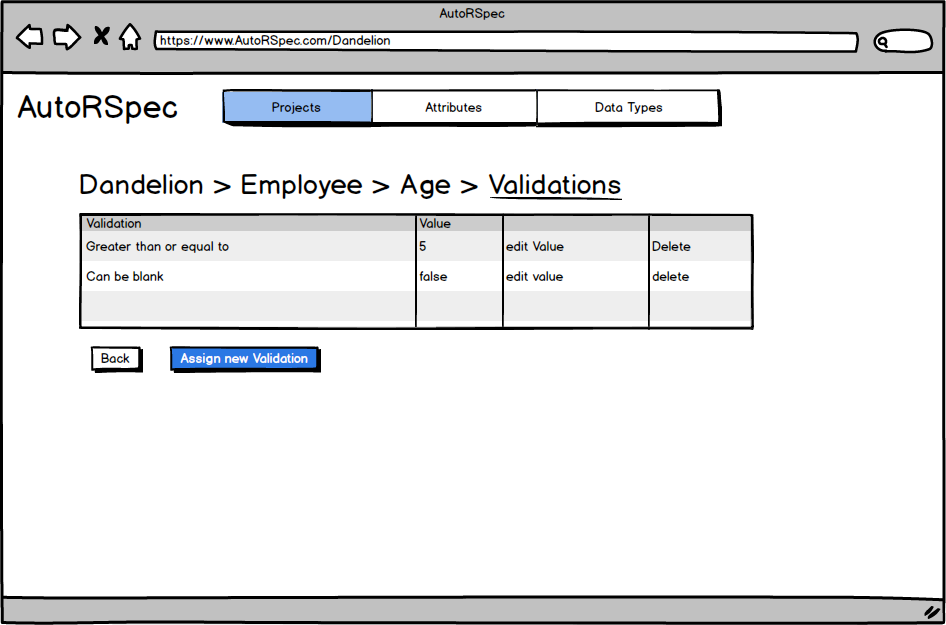 AutoRSpec
https://www.AutoRSpec.com/Dandelion
AutoRSpec Projects Attributes Data Types
Dandelion > Employee > Age > Validations
Validation Value
Greater than or equal to 5 edit Value Delete
Can be blank false edit value delete
Back Assign new Validation